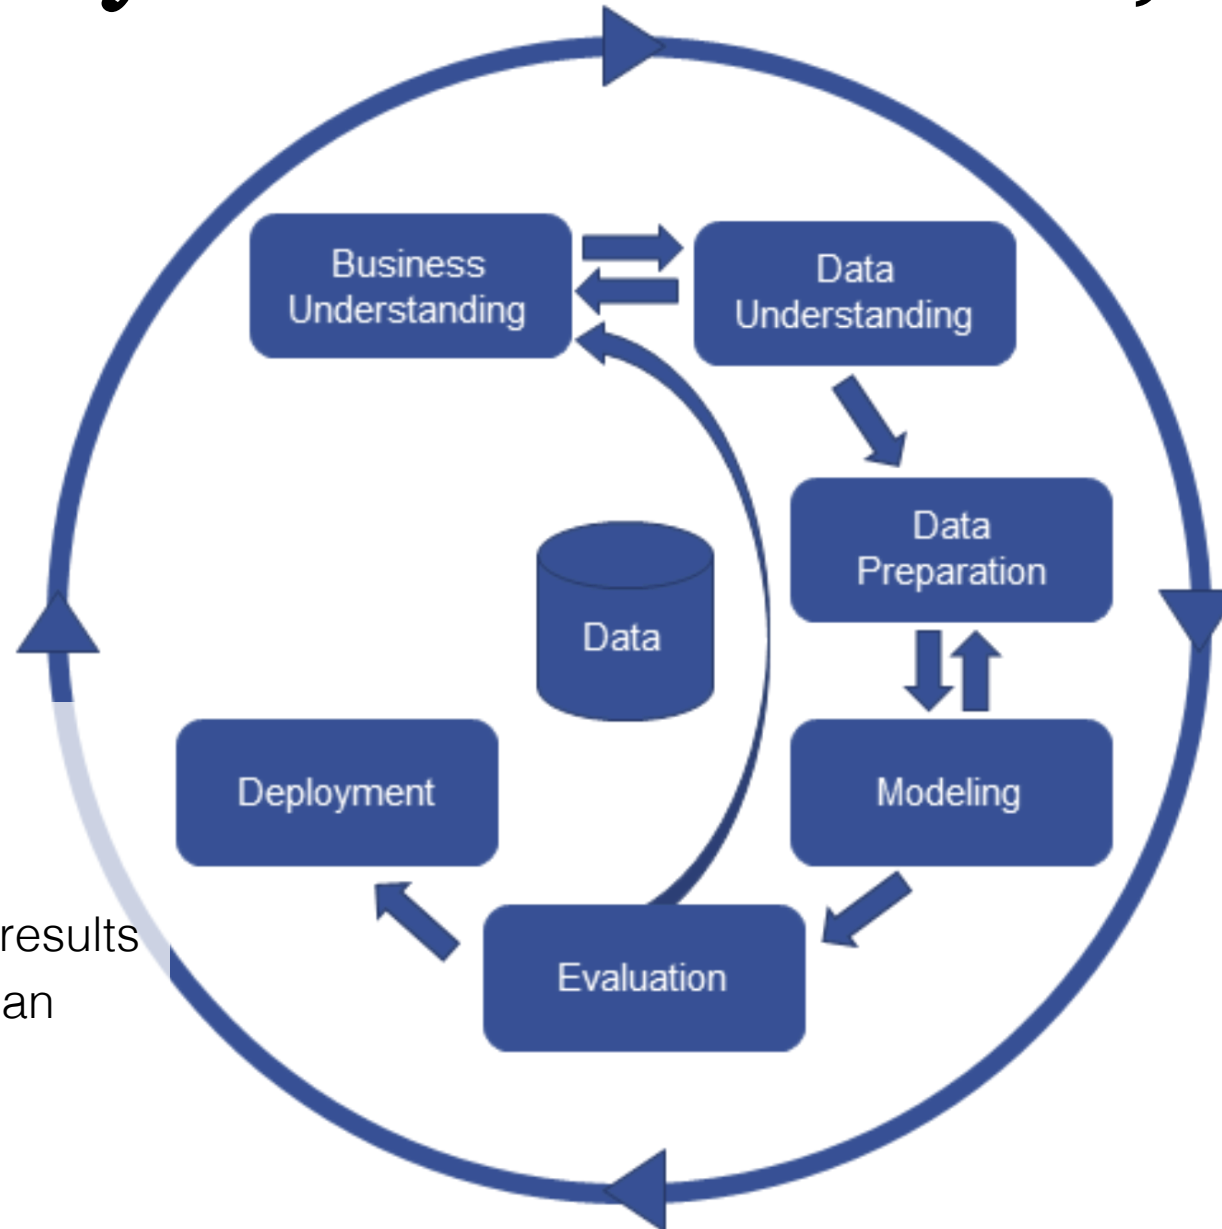 Business
Understanding
Data
Understanding
Data
Preparation
Data
Deployment
Modeling
results
an
Evaluation